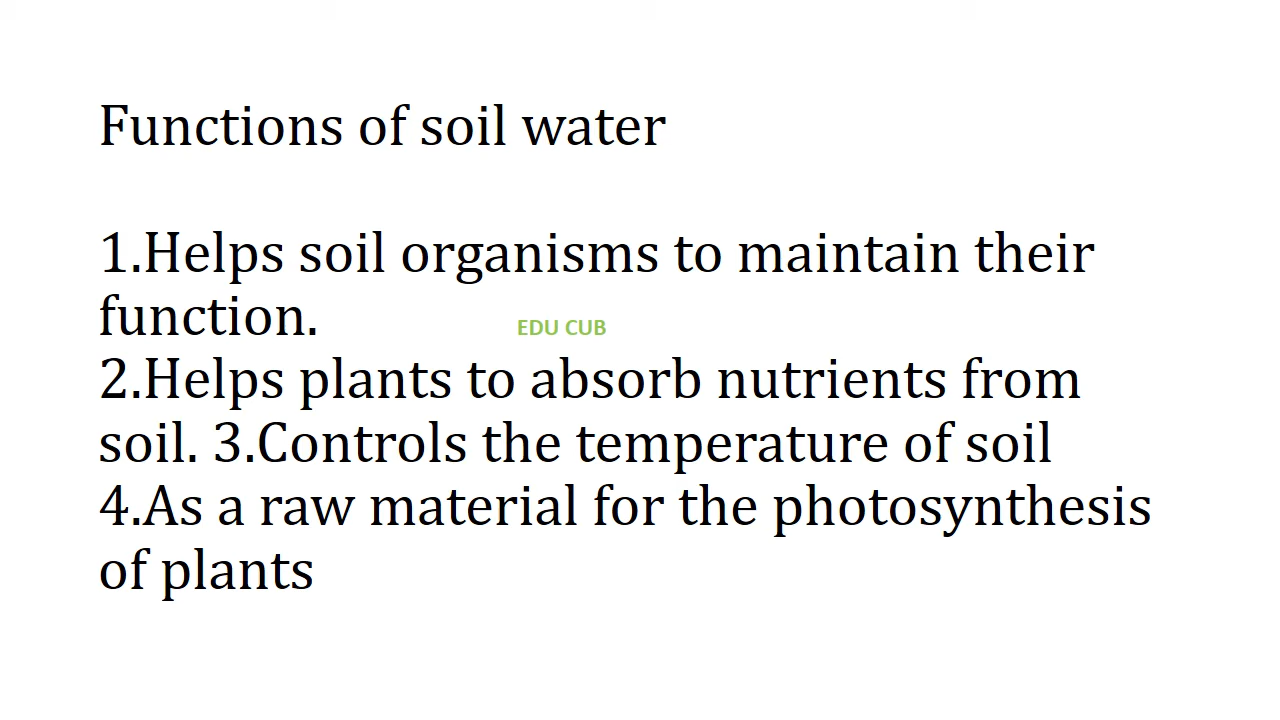 Functions of soil water
1.Helps soil organisms to maintain their
function.
EDU CUB
2.Helps plants to absorb nutrients from
soil. 3.Controls the temperature of soil
4.As a raw material for the photosynthesis
of plants